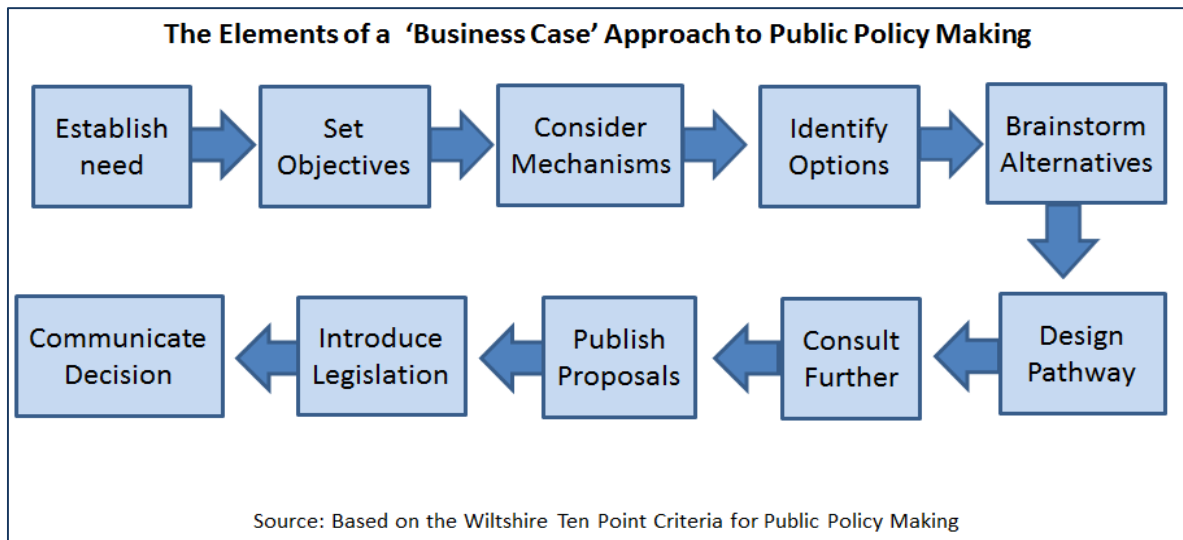 The Elements of a ‘Business Case’ Approach to Public Policy Making
Establish
need
Set
Objectives
Consider
Mechanisms
Identify
Options
Brainstorm
Alternatives
Design
Pathway
Consult
Further
Publish
Proposals
Introduce
Legislation
Communicate
Decision
Source: Based on the Wiltshire Ten Point Criteria for Public Policy Making